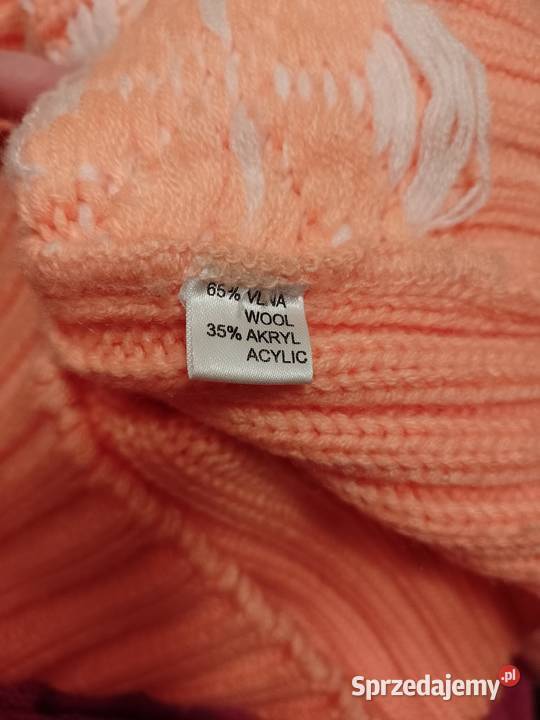 65% VLNA
WOOL
35% AKRYL
ACYLIC
Sprzedajemy.pl